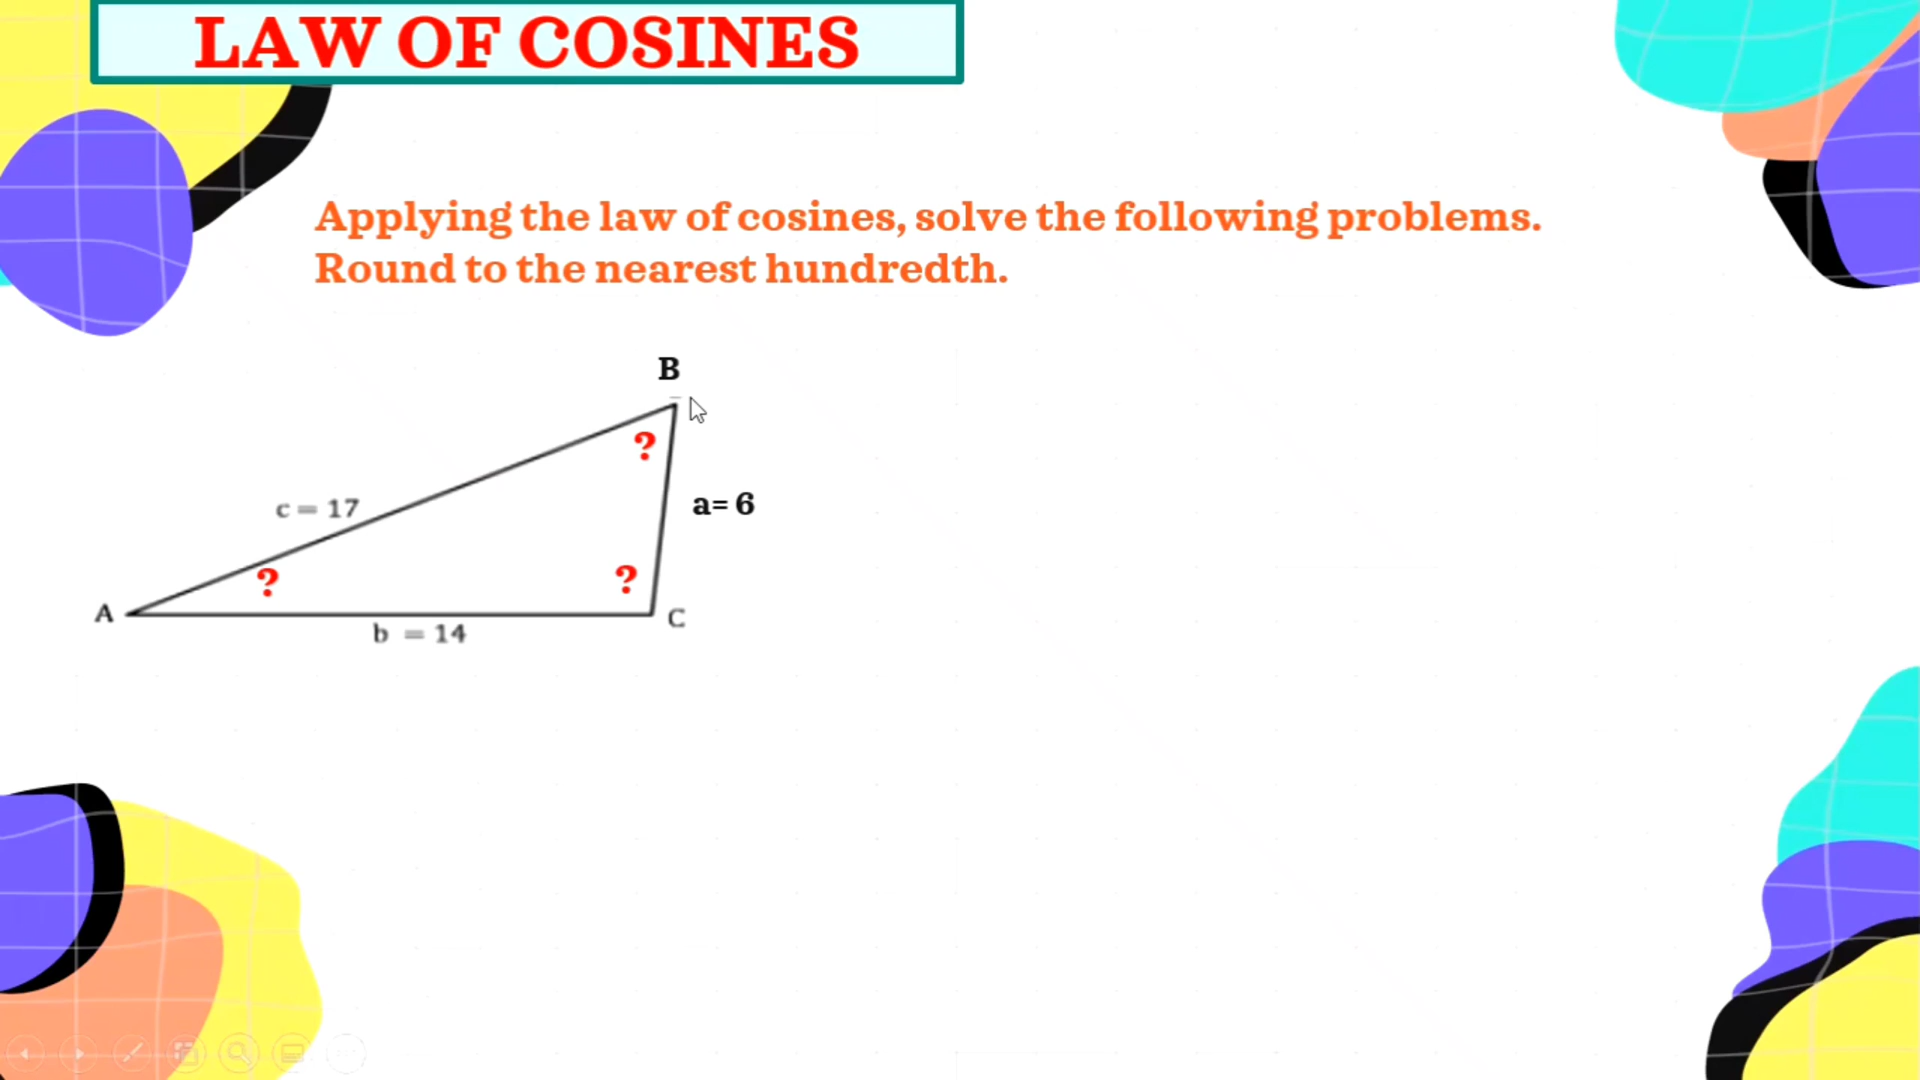 LAW OF COSINES
Applying the law of cosines, solve the following problems.
Round to the nearest hundredth.
B
?
c = 17
a= 6
?
?
A
C
b = 14